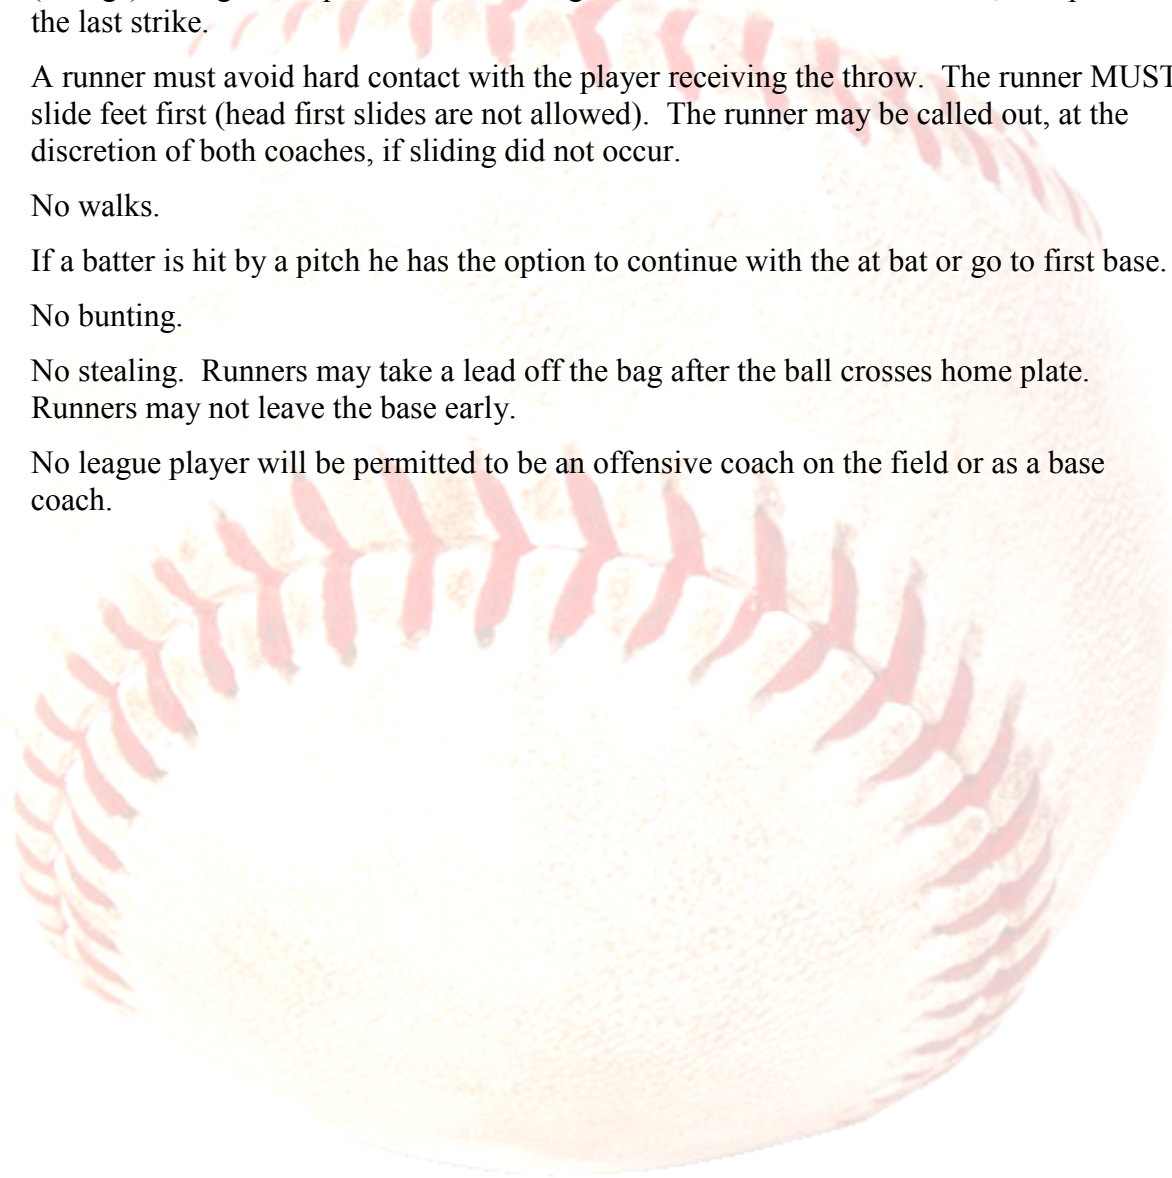 the last strike.
A runner must avoid hard contact with the player receiving the throw.  The runner MUST
slide feet first (head first slides are not allowed).  The runner may be called out, at the
discretion of both coaches, if sliding did not occur.
No walks.
If a batter is hit by a pitch he has the option to continue with the at bat or go to first base.
No bunting.
No stealing.  Runners may take a lead off the bag after the ball crosses home plate.
Runners may not leave the base early.
No league player will be permitted to be an offensive coach on the field or as a base
coach.